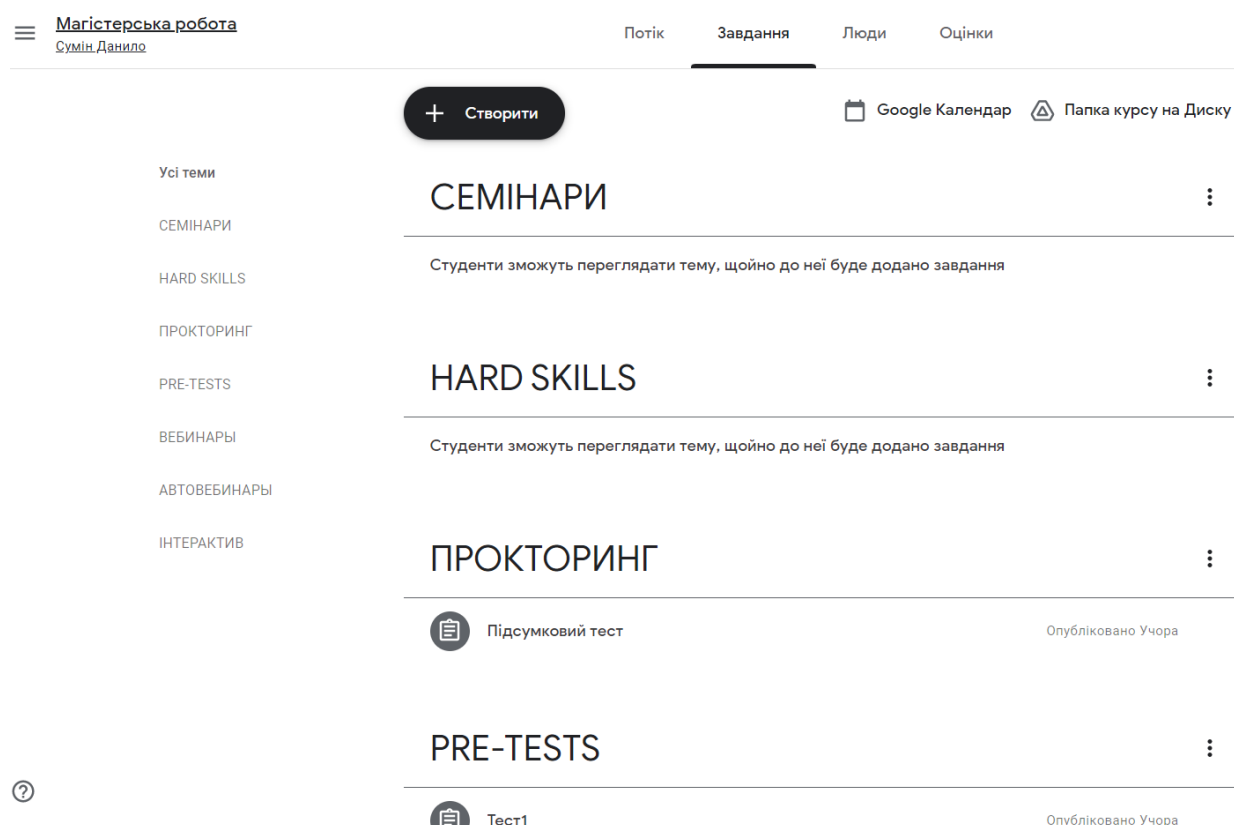 Магістерська робота
Сумін Данило
Потік Завдання Люди Оцінки
Створити
Google Календар Папка курсу на Диску
Усі теми
СЕМІНАРИ
HARD SKILLS
ПРОКТОРИНГ
PRE-TESTS
ВЕБИНАРЫ
АВТОВЕБИНАРЫ
ІНТЕРАКТИВ
СЕМІНАРИ
Студенти зможуть переглядати тему, щойно до неї буде додано завдання
HARD SKILLS
Студенти зможуть переглядати тему, щойно до неї буде додано завдання
ПРОКТОРИНГ
Підсумковий тест Опубліковано Учора
PRE-TESTS
Тест1 Опубліковано Учора